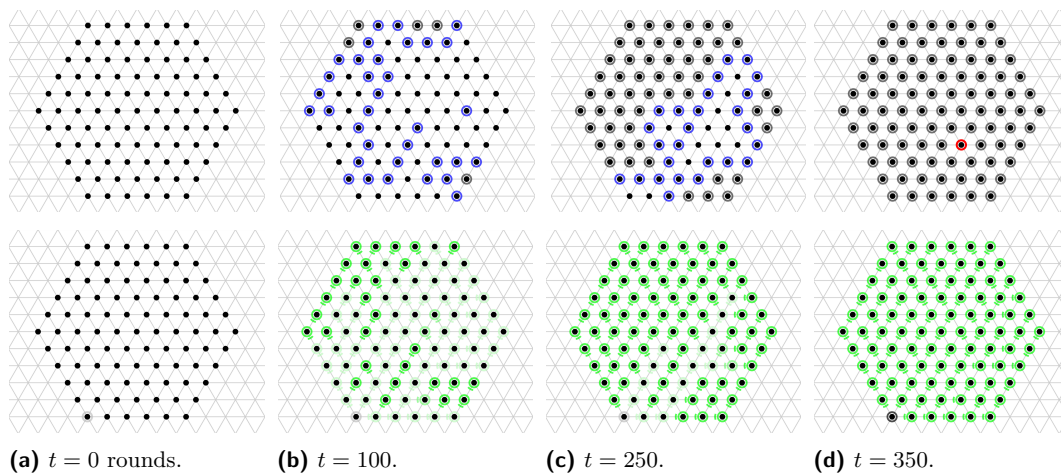 (a) t = 0 rounds. (b) t = 100. (c) t = 250. (d) t = 350.